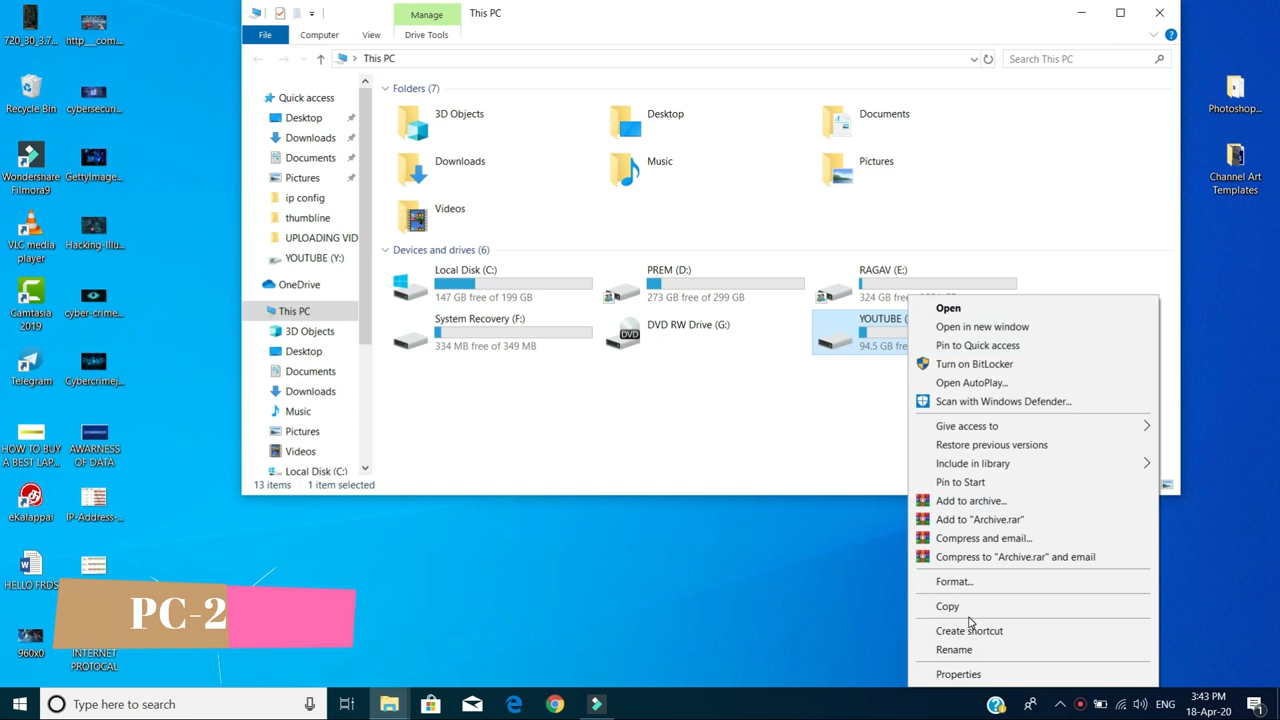 720_30_3.7...
http___com...
Recycle Bin
cybersecuri...
Wondershare
Filmora9
GettyImage...
VLC media
player
Hacking-Illu...
Camtasia
2019
cyber-crime...
Telegram
Cybercrimej...
HOW TO BUY
A BEST LAP...
AWARNESS
OF DATA
eKalappai
IP-Address-...
HELLO FRDS
960x0
INTERNET
PROTOCAL
PC-2
Manage
This PC
File
Computer
View
Drive Tools
This PC
Search This PC
Quick access
Desktop
Downloads
Documents
Pictures
ip config
thumbline
UPLOADING VID
YOUTUBE (Y:)
OneDrive
This PC
3D Objects
Desktop
Documents
Downloads
Music
Pictures
Videos
Local Disk (C:)
Folders (7)
3D Objects
Desktop
Documents
Downloads
Music
Pictures
Videos
Devices and drives (6)
Local Disk (C:)
147 GB free of 199 GB
PREM (D:)
273 GB free of 299 GB
RAGAV (E:)
324 GB free
System Recovery (F:)
334 MB free of 349 MB
DVD RW Drive (G:)
DVD
YOUTUBE (
94.5 GB free
13 items
1 item selected
Open
Open in new window
Pin to Quick access
Turn on BitLocker
Open AutoPlay...
Scan with Windows Defender...
Give access to
Restore previous versions
Include in library
Pin to Start
Add to archive...
Add to "Archive.rar"
Compress and email...
Compress to "Archive.rar" and email
Format...
Copy
Create shortcut
Rename
Properties
Photoshop...
Channel Art
Templates
Type here to search
ENG
3:43 PM
18-Apr-20
1